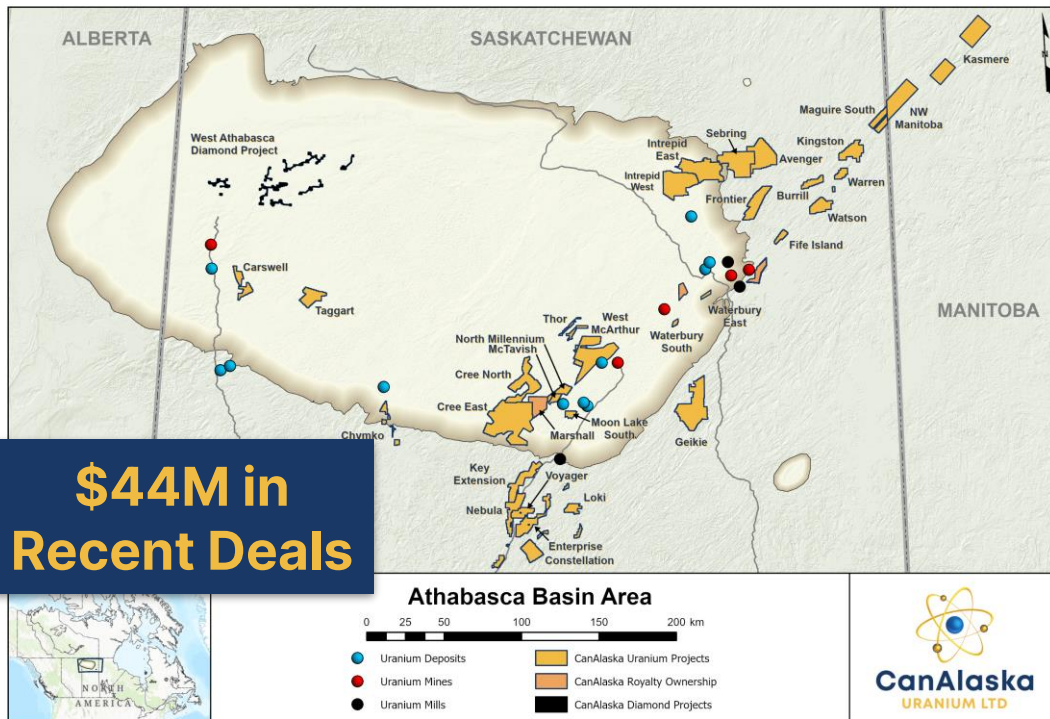 ALBERTA
SASKATCHEWAN
MANITOBA
Kasmere
Maguire South
NW
Manitoba
Sebring
Kingston
Intrepid
East
Avenger
Intrepid
West
Warren
Burrill
Frontier
Watson
Fife Island
West Athabasca
Diamond Project
Carswell
Taggart
Waterbury
East
Waterbury
South
Thor
West
McArthur
North Millennium
McTavish
Cree North
Cree East
Moon Lake
South
Marshall
Geikie
Chymko
Key
Extension
Voyager
Nebula
Loki
Enterprise
Constellation
$44M in
Recent Deals
NORTH
AMERICA
Athabasca Basin Area
0 50 100 150 200 km
Uranium Deposits
Uranium Mines
Uranium Mills
CanAlaska Uranium Projects
CanAlaska Royalty Ownership
CanAlaska Diamond Projects
CanAlaska
URANIUM LTD